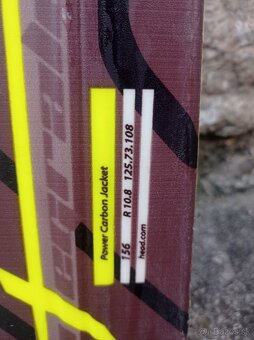 Power Carbon Jacket
156 R 10.8 125.73.108
head.com